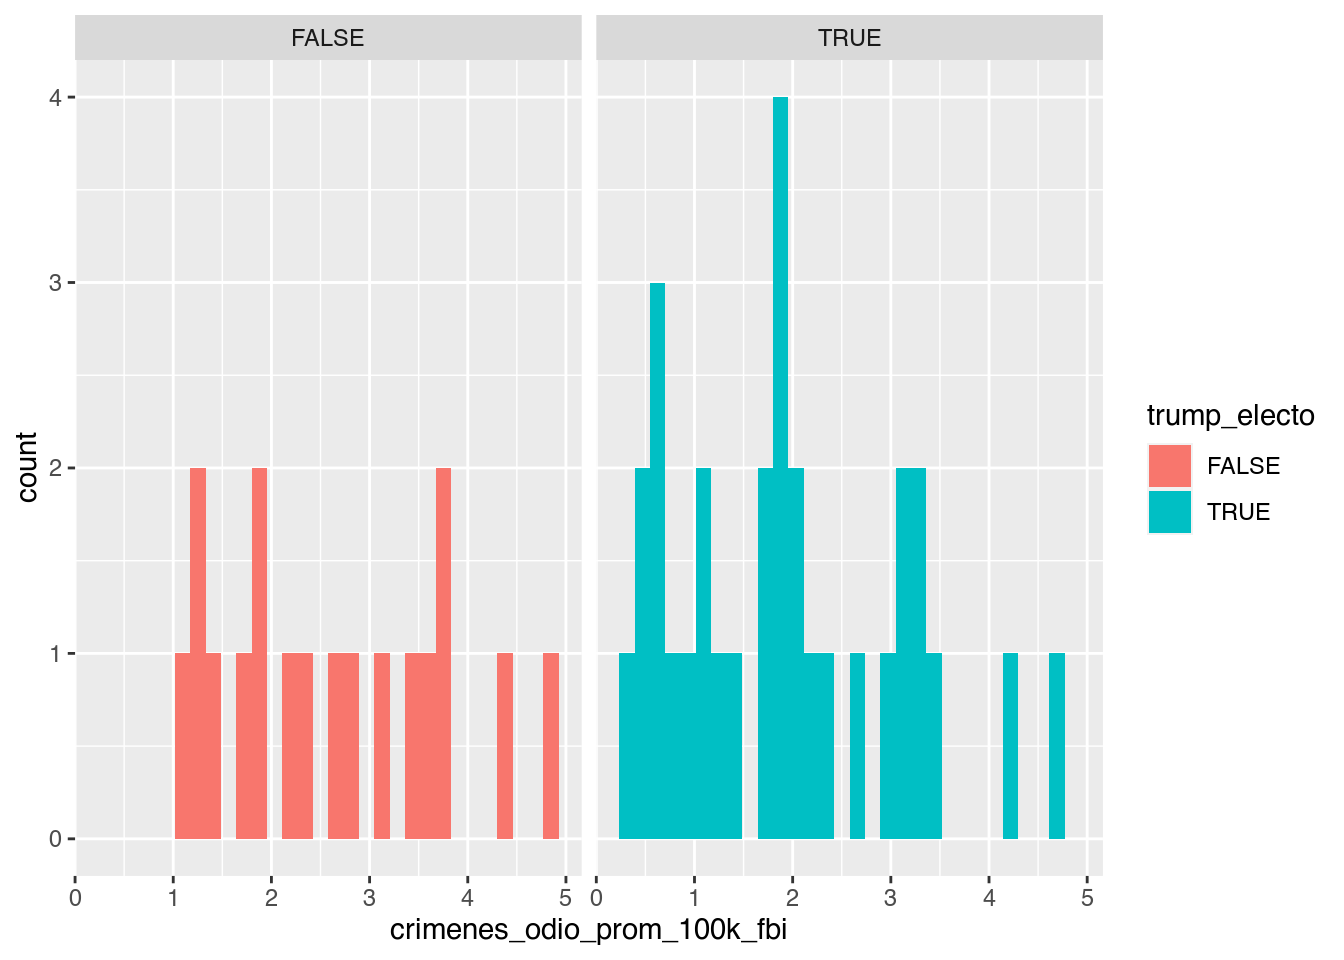 FALSE TRUE
4
3
2
1
0
count
0 1 2 3 4 5 0 1 2 3 4 5
crimenes_odio_prom_100k_fbi
trump_electo
FALSE
TRUE